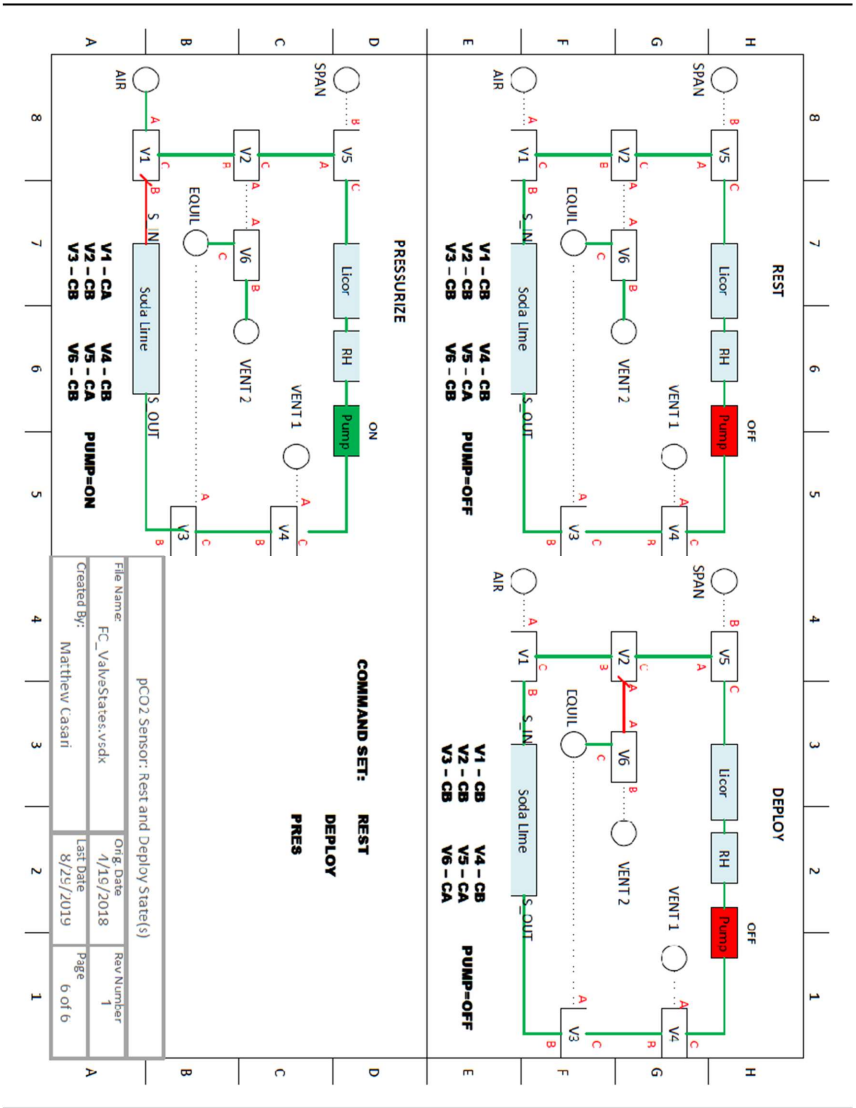 8 7 6 5 4 3 2 1
H
REST
OFF
SPAN B V5 C Licor RH Pump
A
VENT 1
C
G
C A A V6 B VENT 2 A V4 C
V2
B C B
EQUIL
F
C A C
AIR A V1 B S_IN Soda Lime S_OUT V3
B
V1 – CB V4 – CB PUMP=OFF
V2 – CB V5 – CA
V3 – CB V6 – CB
E
DEPLOY
OFF
SPAN B V5 C Licor RH Pump
A
VENT 1
C
C A A V6 B VENT 2 A V4 C
V2
B C B
EQUIL
C A C
AIR A V1 B S_IN Soda Lime S_OUT V3
B
V1 – CB V4 – CB PUMP=OFF
V2 – CB V5 – CA
V3 – CB V6 – CA
E
PRESSURIZE
ON
D
SPAN B V5 C Licor RH Pump
A
VENT 1
C
C A A V6 B VENT 2 A V4 C
V2
B C B
EQUIL
B
C A C
AIR A V1 B S_IN Soda Lime S_OUT V3
B
V1 – CA V4 – CB PUMP=ON
V2 – CB V5 – CA
V3 – CB V6 – CB
A
COMMAND SET: REST
DEPLOY
PRES
D
C
B
pCO2 Sensor: Rest and Deploy State(s)
File Name: Orig. Date Rev Number
FC_ValveStates.vsdx 4/19/2018 1
Created By: Last Date Page
Matthew Casari 8/29/2019 6 of 6
A
8 7 6 5 4 3 2 1